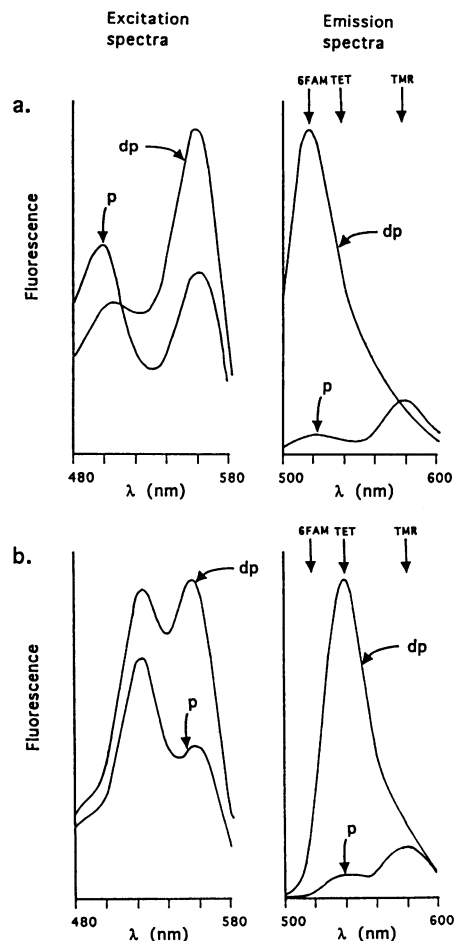 Excitation
spectra
Emission
spectra
a.
6FAM TET TMR
dp
p
Fluorescence
480 580
λ (nm)
dp
p
500 600
λ (nm)
b.
6FAM TET TMR
dp
p
Fluorescence
480 580
λ (nm)
dp
p
500 600
λ (nm)